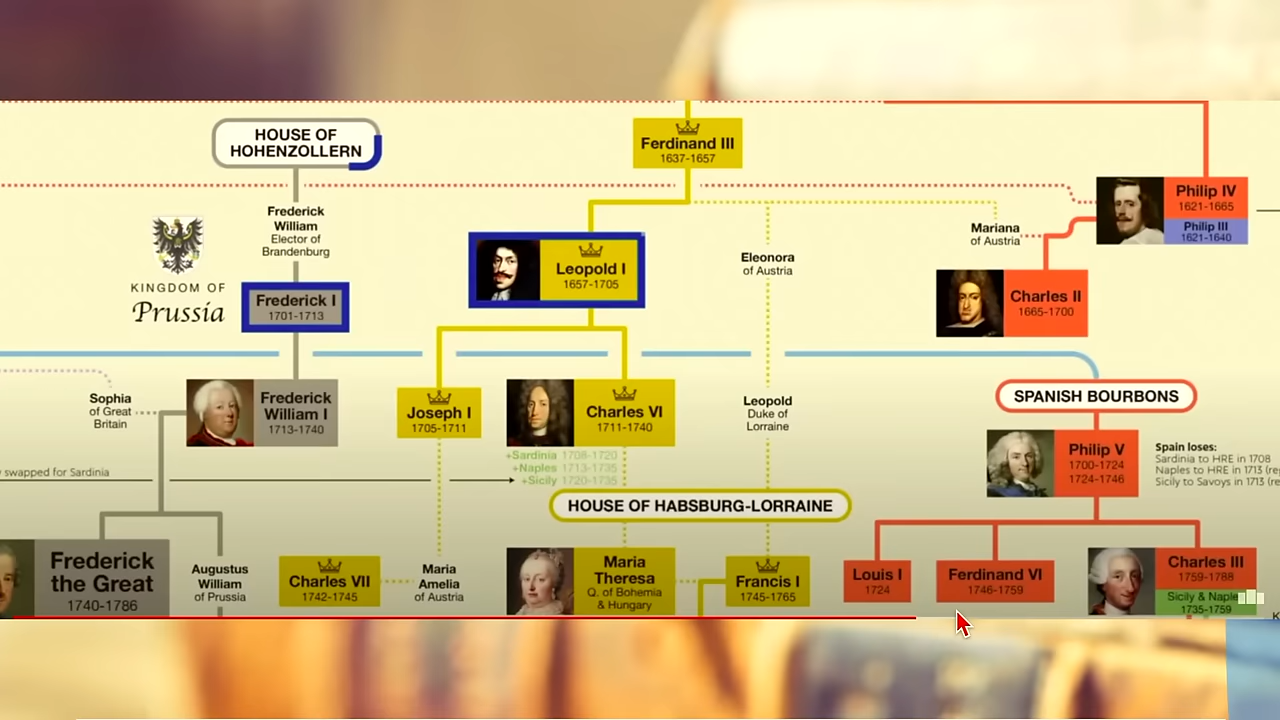 HOUSE OF
HOHENZOLLERN
Ferdinand III
1637-1657
Philip IV
1621-1665
Philip III
1621-1640
Frederick
William
Elector of
Brandenburg
Mariana
of Austria
KINGDOM OF
Prussia
Frederick I
1701-1713
Leopold I
1657-1705
Eleonora
of Austria
Charles II
1665-1700
Sophia
of Great
Britain
Frederick
William I
1713-1740
Joseph I
1705-1711
Charles VI
1711-1740
+Sardinia 1708-1720
+Naples 1713-1735
+Sicily 1720-1735
Leopold
Duke of
Lorraine
SPANISH BOURBONS
Philip V
1700-1724
1724-1746
Spain loses:
Sardinia to HRE in 1708
Naples to HRE in 1713
Sicily to Savoys in 1713
swapped for Sardinia
HOUSE OF HABSBURG-LORRAINE
Frederick
the Great
1740-1786
Augustus
William
of Prussia
Charles VII
1742-1745
Maria
Amelia
of Austria
Maria
Theresa
Q. of Bohemia
& Hungary
Francis I
1745-1765
Louis I
1724
Ferdinand VI
1746-1759
Charles III
1759-1788
Sicily &
1735-1759